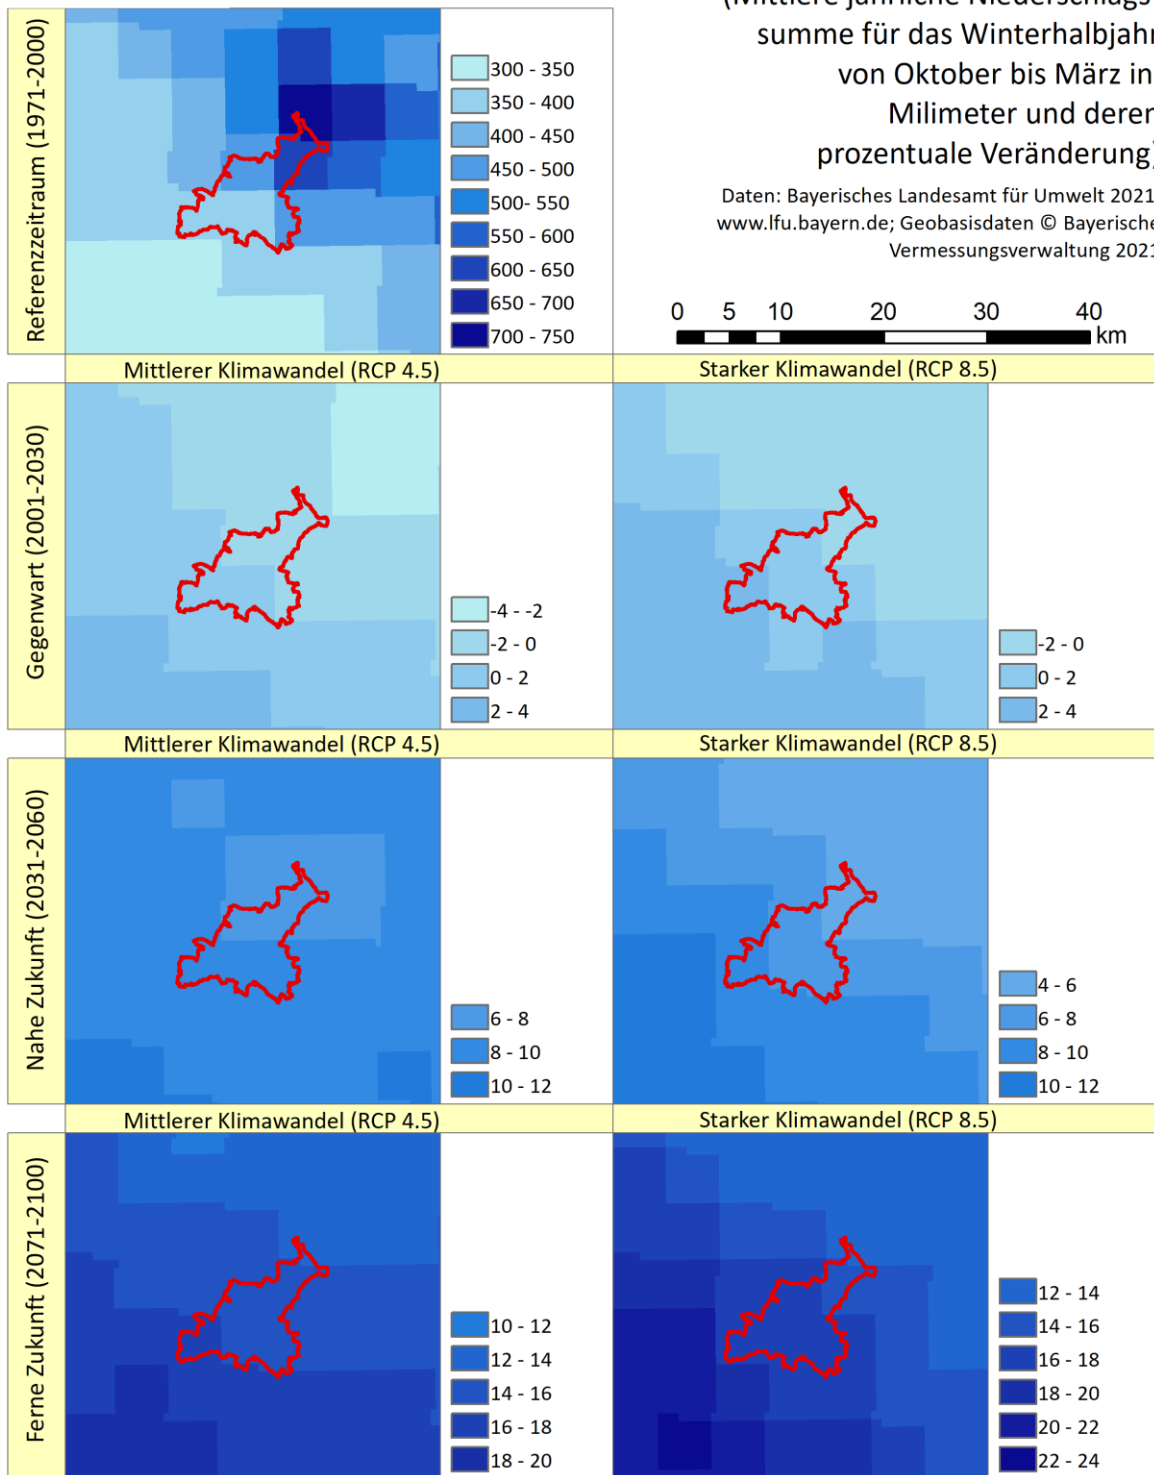 (Mittlere jährliche Niederschlags-
summe für das Winterhalbjahr
von Oktober bis März in
Milimeter und deren
prozentuale Veränderung)
Daten: Bayerisches Landesamt für Umwelt 2021,
www.lfu.bayern.de; Geobasisdaten © Bayerische
Vermessungsverwaltung 2021
0 5 10 20 30 40
km
Referenzzeitraum (1971-2000)
300 - 350
350 - 400
400 - 450
450 - 500
500- 550
550 - 600
600 - 650
650 - 700
700 - 750
Mittlerer Klimawandel (RCP 4.5)
Starker Klimawandel (RCP 8.5)
Gegenwart (2001-2030)
-4 - -2
-2 - 0
0 - 2
2 - 4
-2 - 0
0 - 2
2 - 4
Mittlerer Klimawandel (RCP 4.5)
Starker Klimawandel (RCP 8.5)
Nahe Zukunft (2031-2060)
6 - 8
8 - 10
10 - 12
4 - 6
6 - 8
8 - 10
10 - 12
Mittlerer Klimawandel (RCP 4.5)
Starker Klimawandel (RCP 8.5)
Ferne Zukunft (2071-2100)
10 - 12
12 - 14
14 - 16
16 - 18
18 - 20
12 - 14
14 - 16
16 - 18
18 - 20
20 - 22
22 - 24